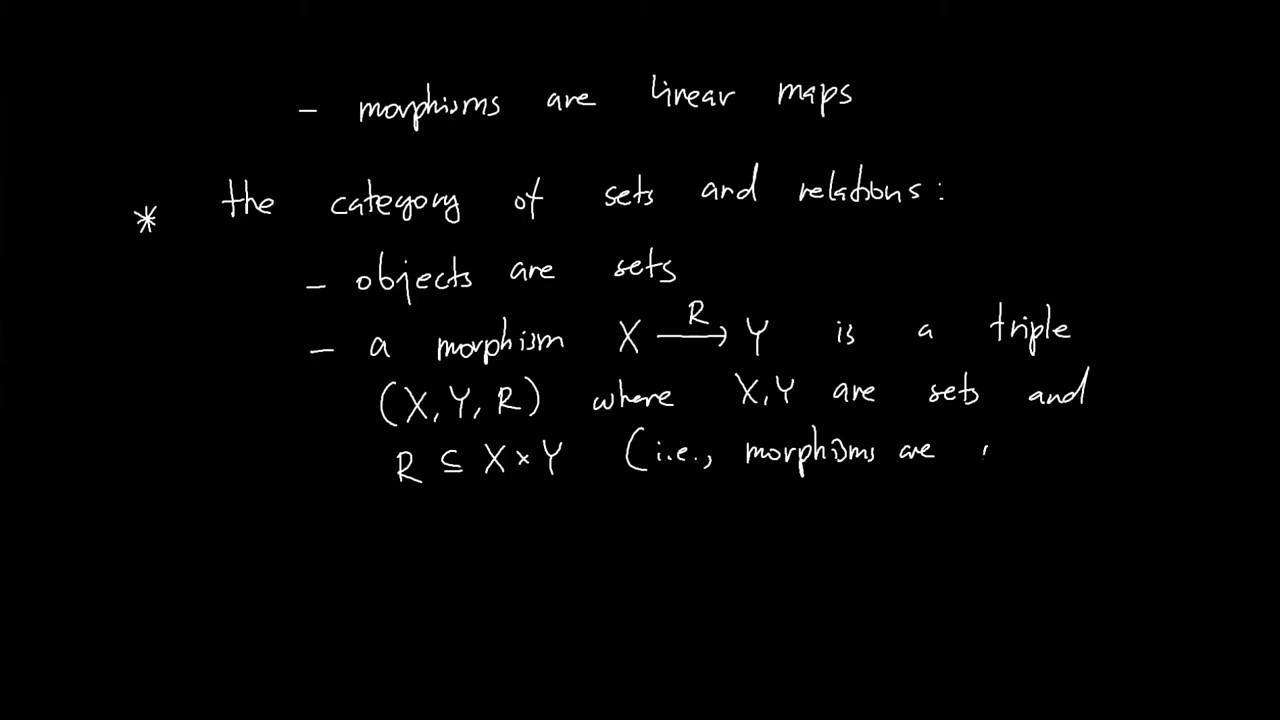 - morphisms are linear maps
* the category of sets and relations:
- objects are sets
- a morphism X \xrightarrow{R} Y is a triple
(X, Y, R) where X, Y are sets and
R ⊆ X × Y (i.e., morphisms are